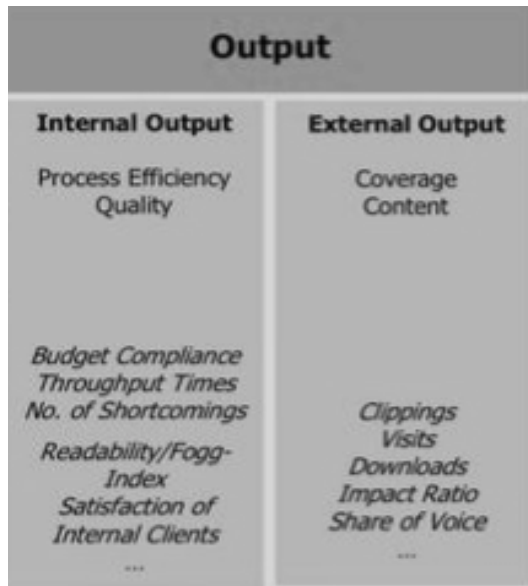 Output
Internal Output
Process Efficiency
Quality
Budget Compliance
Throughput Times
No. of Shortcomings
Readability/Fogg-
Index
Satisfaction of
Internal Clients
...
External Output
Coverage
Content
Clippings
Visits
Downloads
Impact Ratio
Share of Voice
...